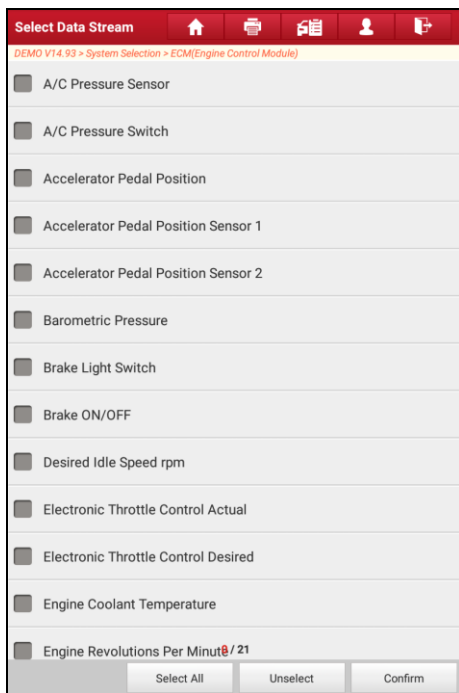 Select Data Stream
DEMO V14.93 > System Selection > ECM(Engine Control Module)
A/C Pressure Sensor
A/C Pressure Switch
Accelerator Pedal Position
Accelerator Pedal Position Sensor 1
Accelerator Pedal Position Sensor 2
Barometric Pressure
Brake Light Switch
Brake ON/OFF
Desired Idle Speed rpm
Electronic Throttle Control Actual
Electronic Throttle Control Desired
Engine Coolant Temperature
Engine Revolutions Per Minute
/ 21
Select All
Unselect
Confirm